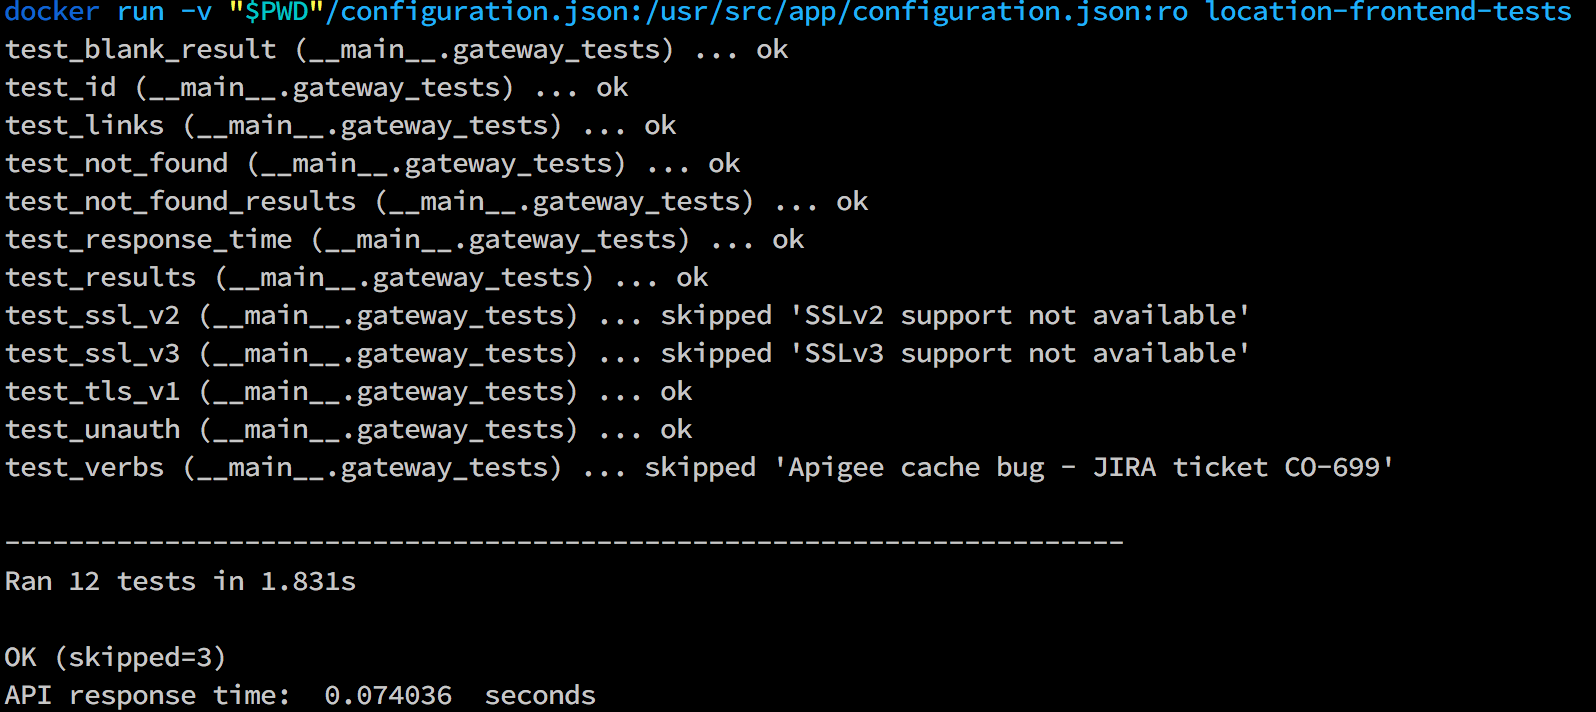 docker run -v "$PWD"/configuration.json:/usr/src/app/configuration.json:ro location-frontend-tests
test_blank_result (__main__.gateway_tests) ... ok
test_id (__main__.gateway_tests) ... ok
test_links (__main__.gateway_tests) ... ok
test_not_found (__main__.gateway_tests) ... ok
test_not_found_results (__main__.gateway_tests) ... ok
test_response_time (__main__.gateway_tests) ... ok
test_results (__main__.gateway_tests) ... ok
test_ssl_v2 (__main__.gateway_tests) ... skipped 'SSLv2 support not available'
test_ssl_v3 (__main__.gateway_tests) ... skipped 'SSLv3 support not available'
test_tls_v1 (__main__.gateway_tests) ... ok
test_unauth (__main__.gateway_tests) ... ok
test_verbs (__main__.gateway_tests) ... skipped 'Apigee cache bug - JIRA ticket CO-699'
----------------------------------------------------------------------
Ran 12 tests in 1.831s
OK (skipped=3)
API response time:  0.074036  seconds